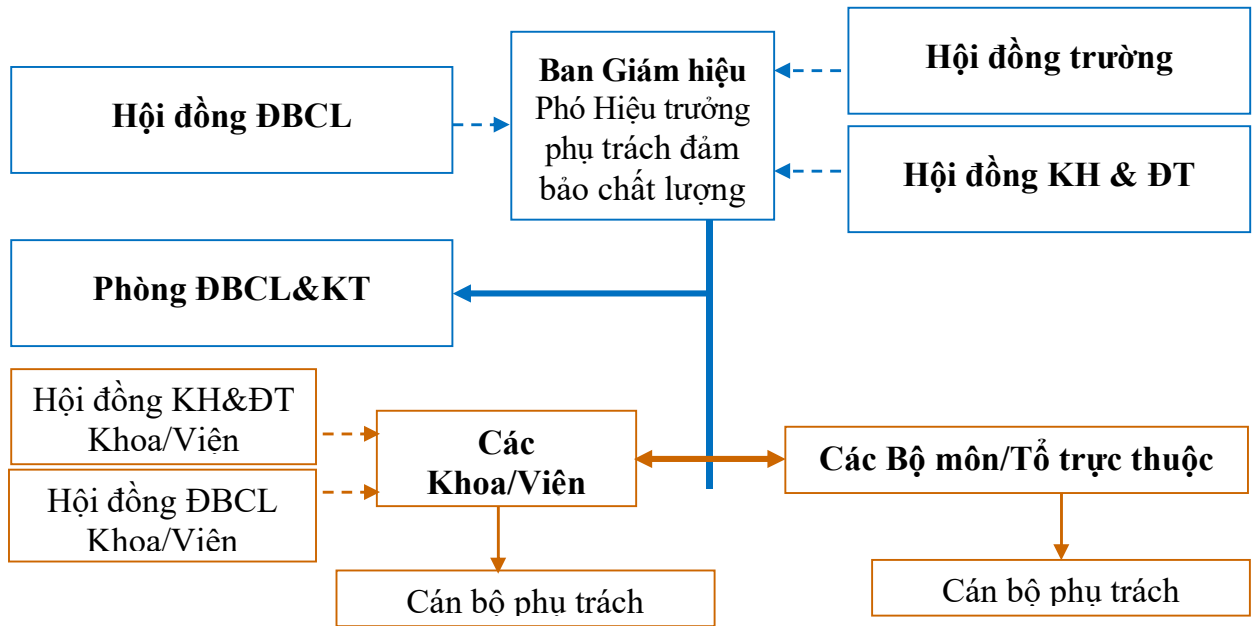 Hội đồng ĐBCL
Ban Giám hiệu
Phó Hiệu trưởng
phụ trách đảm
bảo chất lượng
Hội đồng trường
Hội đồng KH & ĐT
Phòng ĐBCL&KT
Hội đồng KH&ĐT
Khoa/Viện
Hội đồng ĐBCL
Khoa/Viện
Các
Khoa/Viên
Các Bộ môn/Tổ trực thuộc
Cán bộ phụ trách
Cán bộ phụ trách